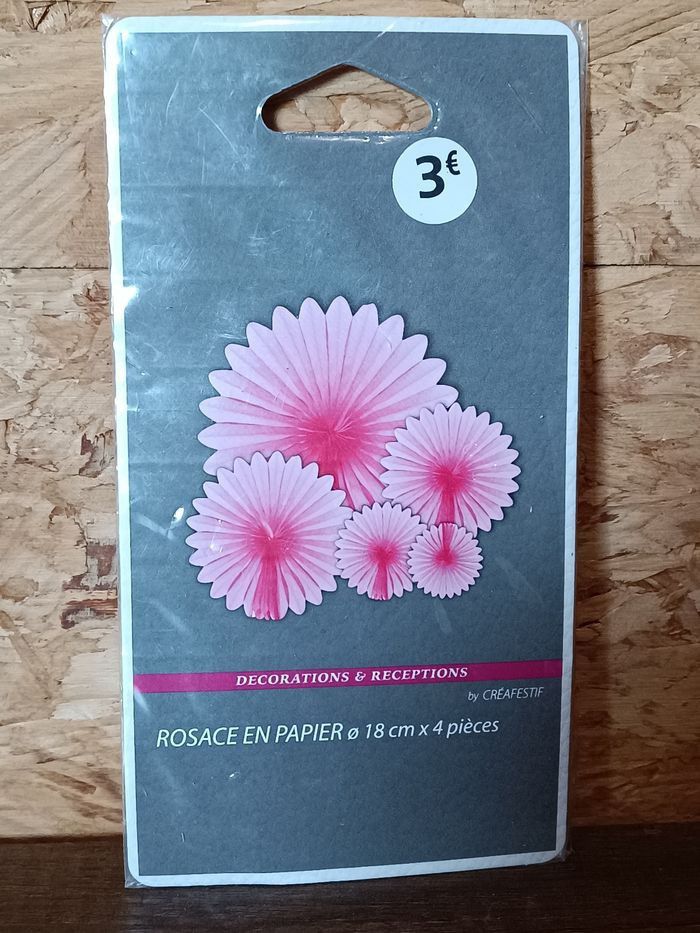 3€
DECORATIONS & RECEPTIONS
by CRÉAFESTIF
ROSACE EN PAPIER ø 18 cm x 4 pièces